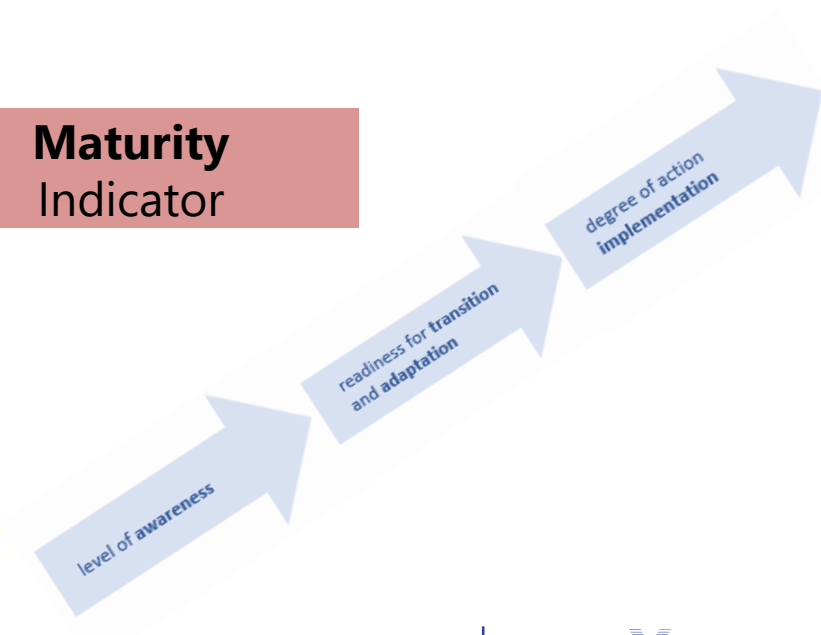 Maturity
Indicator
level of awareness
readiness for transition
and adaptation
degree of action
implementation